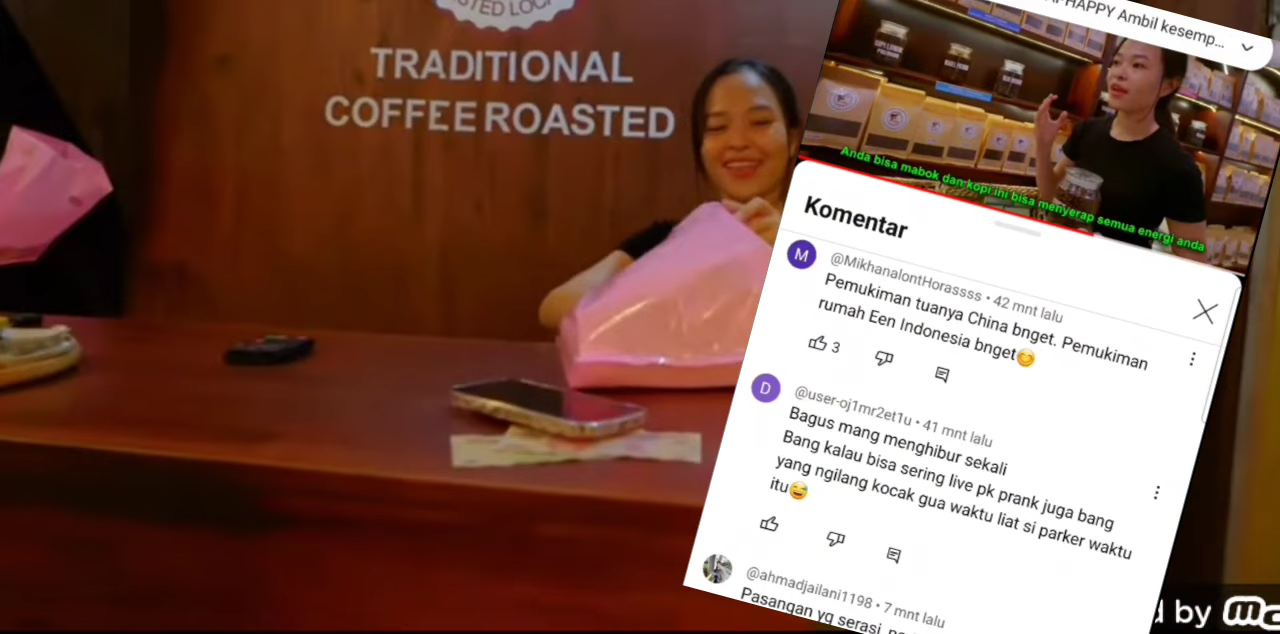 TRADITIONAL
COFFEE ROASTED
HAPPY Ambil kesemp...
Anda bisa mabok dan kopi ini bisa menyerap semua energi anda
Komentar
M
@MikhanalontHorassss • 42 mnt lalu
Pemukiman tuanya China bnget. Pemukiman
rumah Een Indonesia bnget😊
3
D
@user-oj1mr2et1u • 41 mnt lalu
Bagus mang menghibur sekali
Bang kalau bisa sering live pk prank juga bang
yang ngilang kocak gua waktu liat si parker waktu
itu😅
@ahmadjailani1198 • 7 mnt lalu
Pasangan yg serasi
by